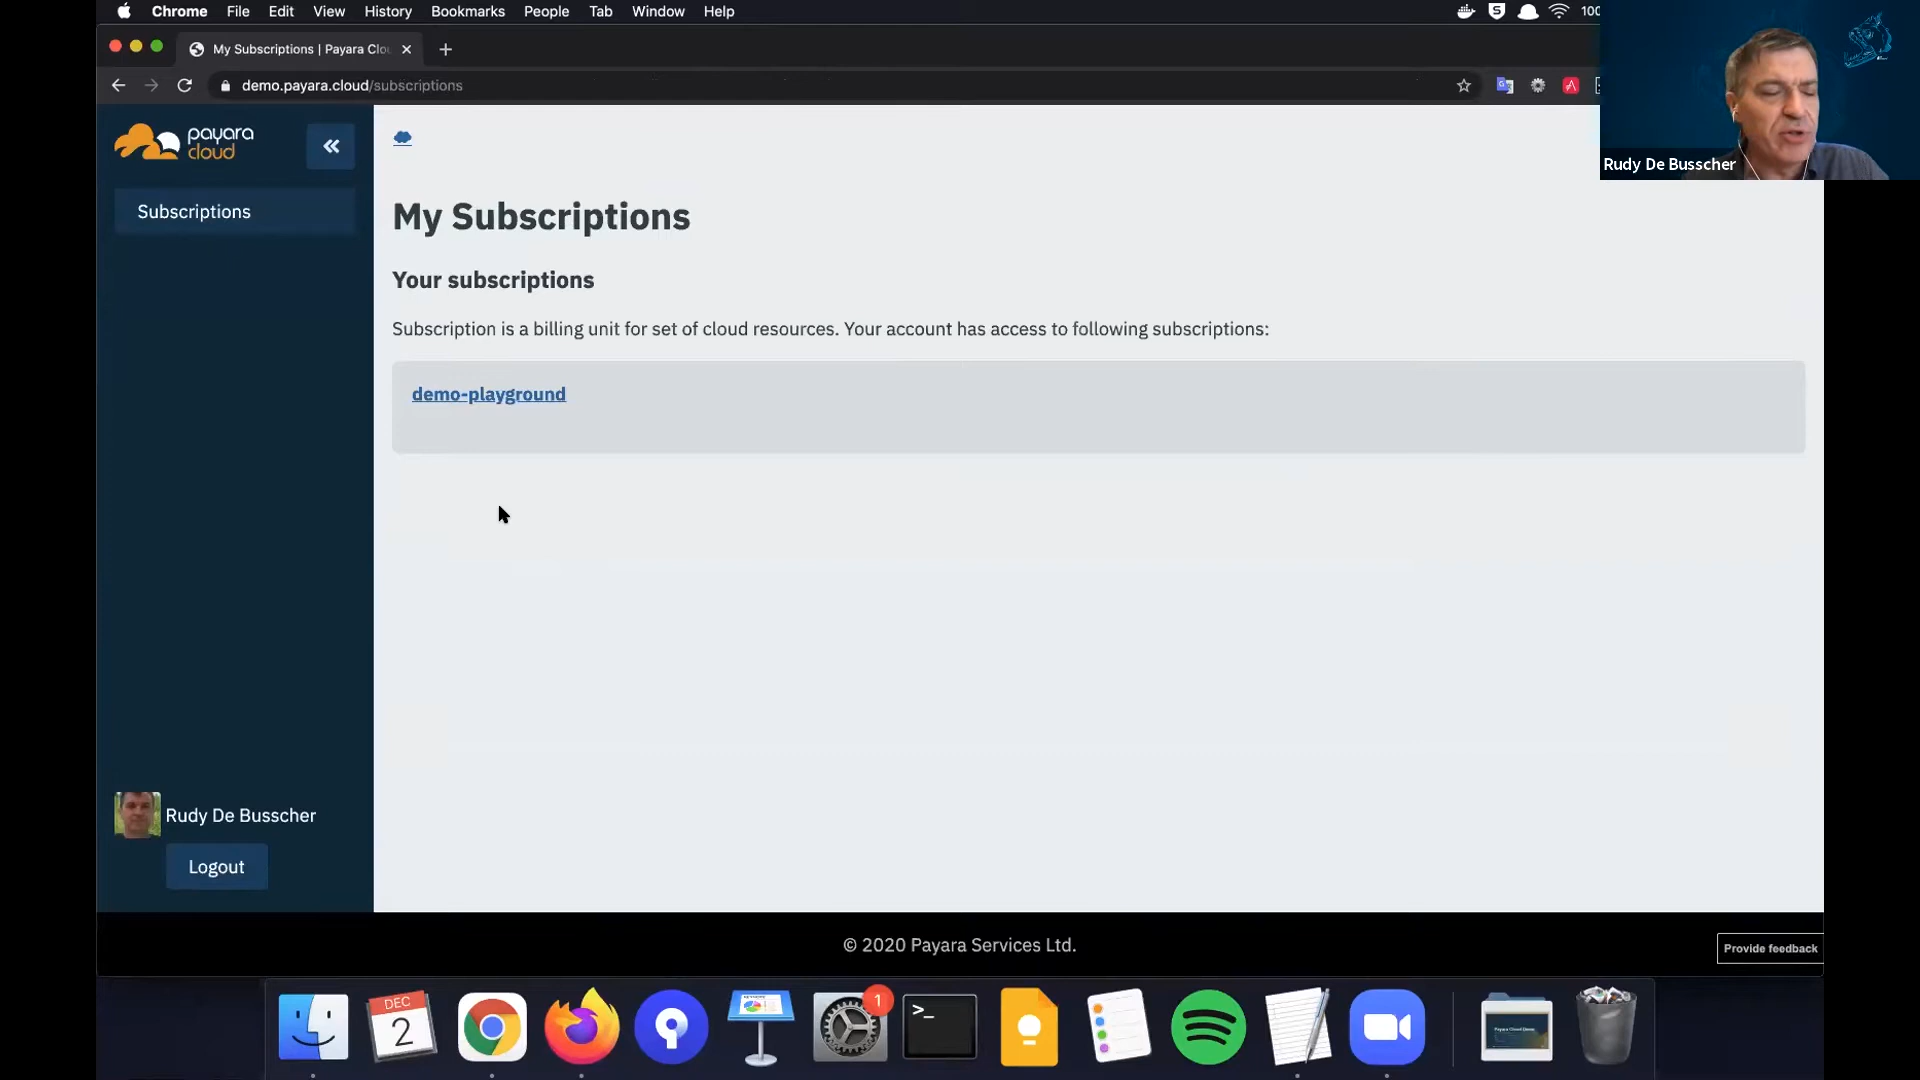 Chrome File Edit View History Bookmarks People Tab Window Help
S
100
My Subscriptions | Payara Clo
demo.payara.cloud/subscriptions
payara
cloud
Rudy De Busscher
Subscriptions
My Subscriptions
Your subscriptions
Subscription is a billing unit for set of cloud resources. Your account has access to following subscriptions:
demo-playground
Rudy De Busscher
Logout
© 2020 Payara Services Ltd.
Provide feedback
DEC
2
1
>_